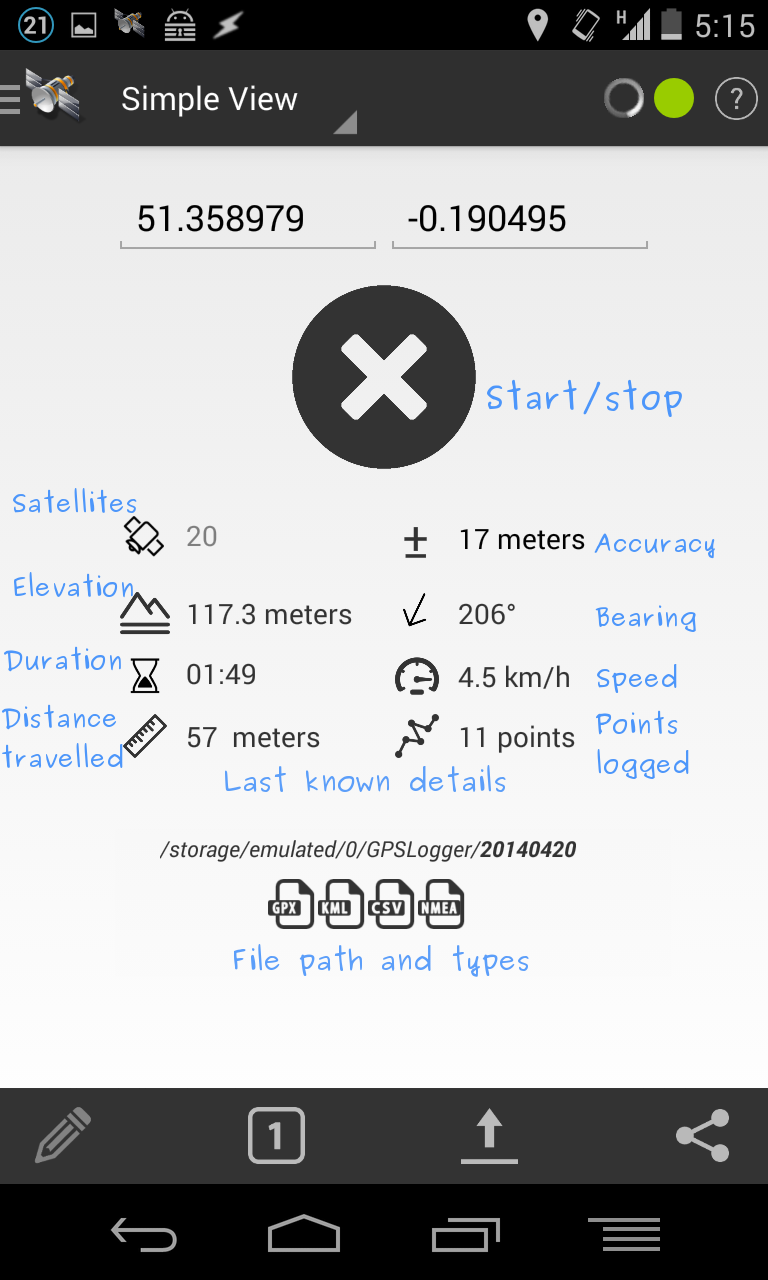 21 H 5:15
Simple View ?
51.358979 -0.190495
Start/stop
Satellites
20 ± 17 meters Accuracy
Elevation
117.3 meters 206° Bearing
Duration 01:49 4.5 km/h Speed
Distance
travelled
57 meters 11 points Points
logged
Last known details
/storage/emulated/0/GPSLogger/20140420
GPX KML CSV NMEA
File path and types
1